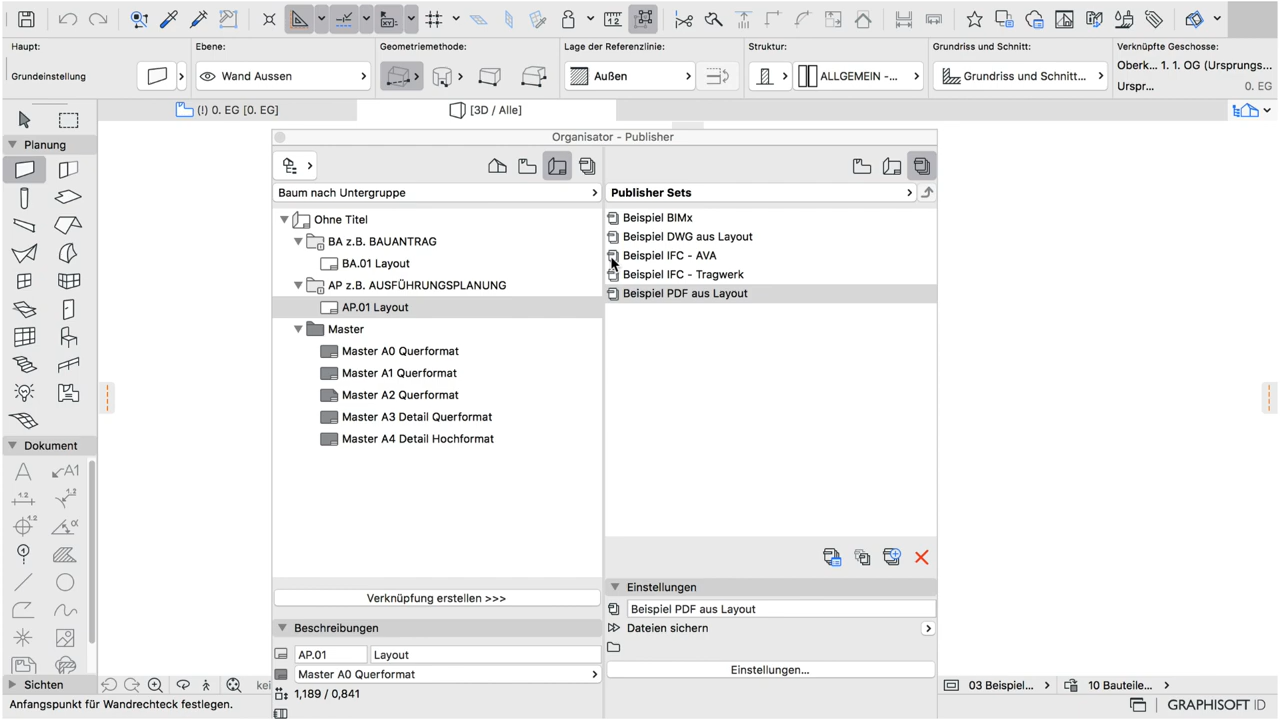 Haupt:
Grundeinstellung
Ebene:
Wand Aussen
Geometriemethode:
Lage der Referenzlinie:
Außen
Struktur:
ALLGEMEIN -...
Grundriss und Schnitt:
Grundriss und Schnitt...
Verknüpfte Geschosse:
Oberk... 1. 1. OG (Ursprungs...
Urspr... 0. EG
(!) 0. EG [0. EG]
[3D / Alle]
Planung
Organisator - Publisher
Baum nach Untergruppe
Publisher Sets
Ohne Titel
BA z.B. BAUANTRAG
BA.01 Layout
AP z.B. AUSFÜHRUNGSPLANUNG
AP.01 Layout
Master
Master A0 Querformat
Master A1 Querformat
Master A2 Querformat
Master A3 Detail Querformat
Master A4 Detail Hochformat
Beispiel BIMx
Beispiel DWG aus Layout
Beispiel IFC - AVA
Beispiel IFC - Tragwerk
Beispiel PDF aus Layout
Dokument
A
A1
1.2
1.2
Verknüpfung erstellen >>>
Einstellungen
Beispiel PDF aus Layout
Dateien sichern
Einstellungen...
Beschreibungen
AP.01 Layout
Master A0 Querformat
1,189 / 0,841
Sichten
kei
03 Beispiel...
10 Bauteile...
Anfangspunkt für Wandrechteck festlegen.
GRAPHISOFT ID